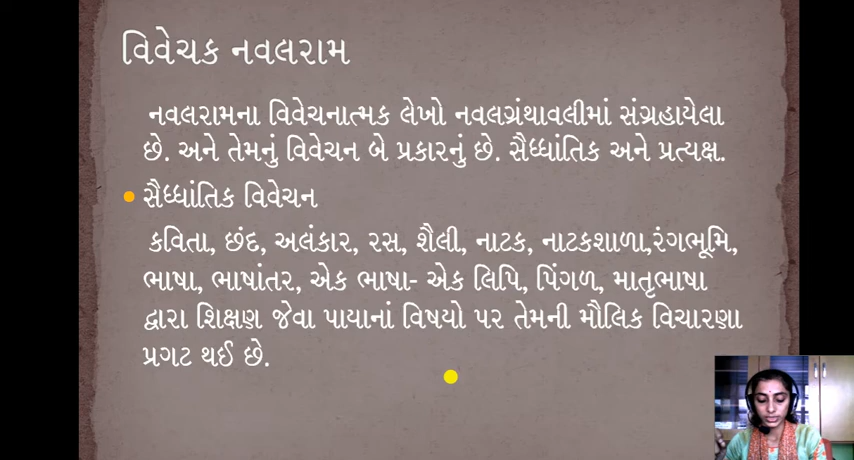 વિવેચક નવલરામ
નવલરામના વિવેચનાત્મક લેખો નવલગ્રંથાવલીમાં સંગ્રહાયેલા
છે. અને તેમનું વિવેચન બે પ્રકારનું છે. સૈધ્ધાંતિક અને પ્રત્યક્ષ.
સૈધ્ધાંતિક વિવેચન
કવિતા, છંદ, અલંકાર, રસ, શૈલી, નાટક, નાટકશાળા,રંગભૂમિ,
ભાષા, ભાષાંતર, એક ભાષા- એક લિપિ, પિંગળ, માતૃભાષા
દ્વારા શિક્ષણ જેવા પાયાનાં વિષયો પર તેમની મૌલિક વિચારણા
પ્રગટ થઈ છે.